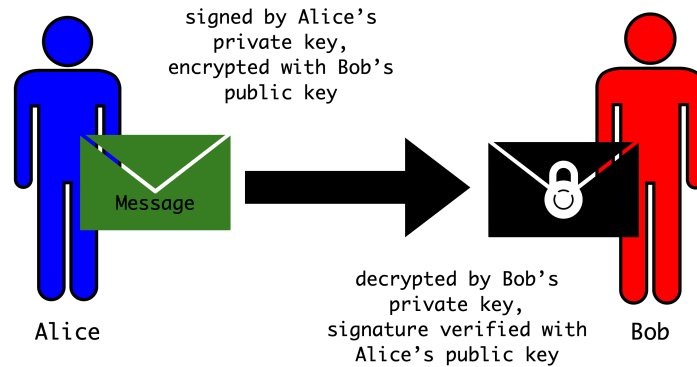 signed by Alice’s
private key,
encrypted with Bob’s
public key
Message
decrypted by Bob’s
private key,
signature verified with
Alice’s public key
Alice
Bob